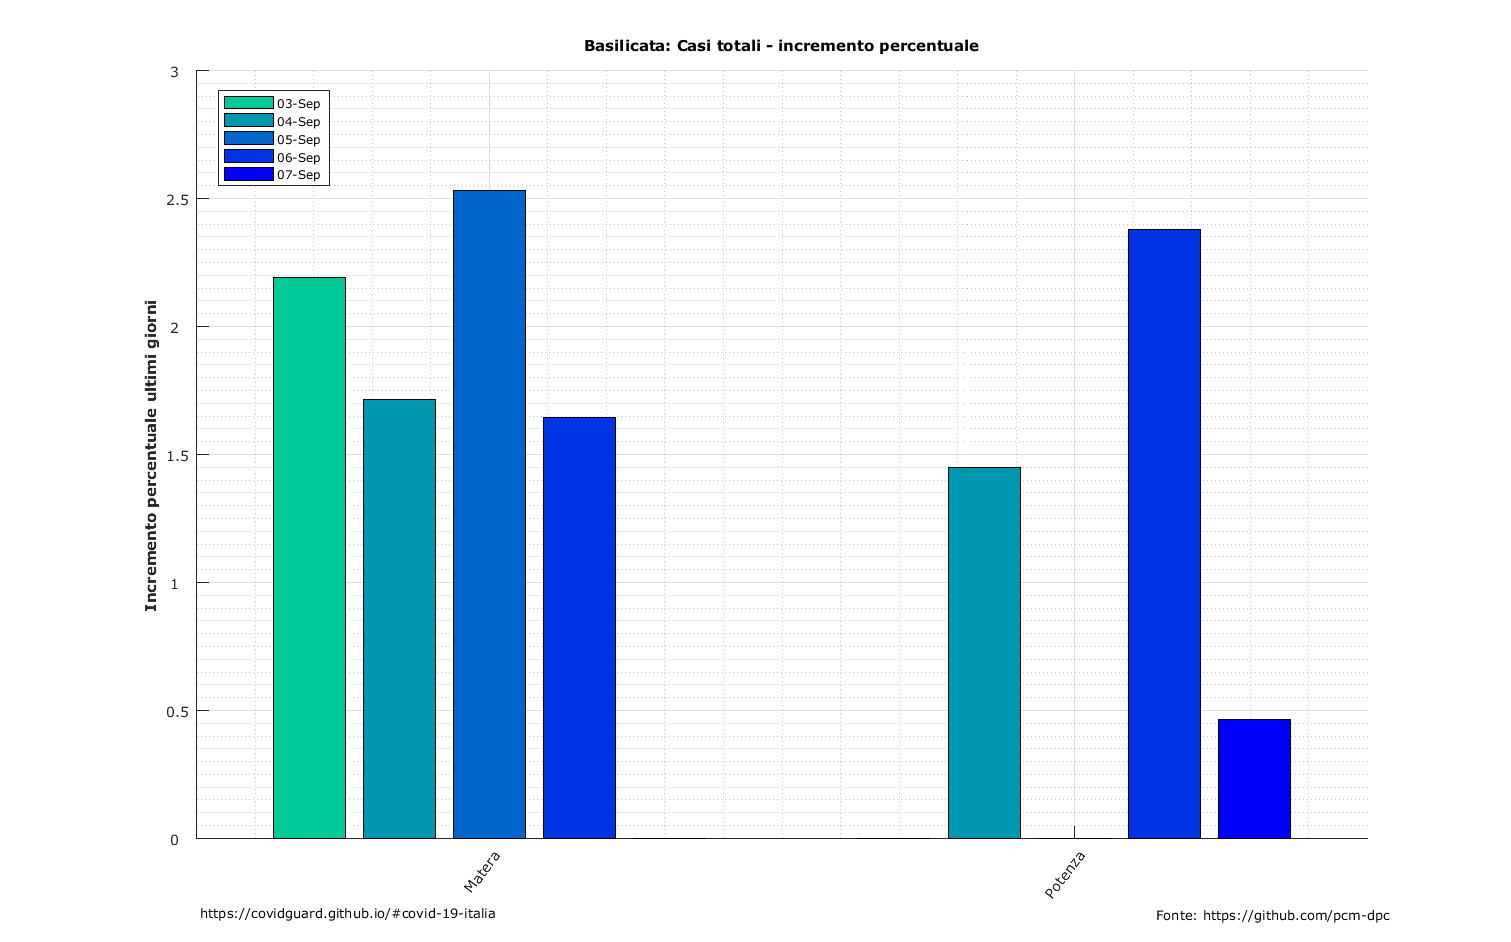 Basilicata: Casi totali - incremento percentuale
3
2.5
2
1.5
1
0.5
0
03-Sep
04-Sep
05-Sep
06-Sep
07-Sep
Incremento percentuale ultimi giorni
Matera
Potenza
https://covidguard.github.io/#covid-19-italia
Fonte: https://github.com/pcm-dpc